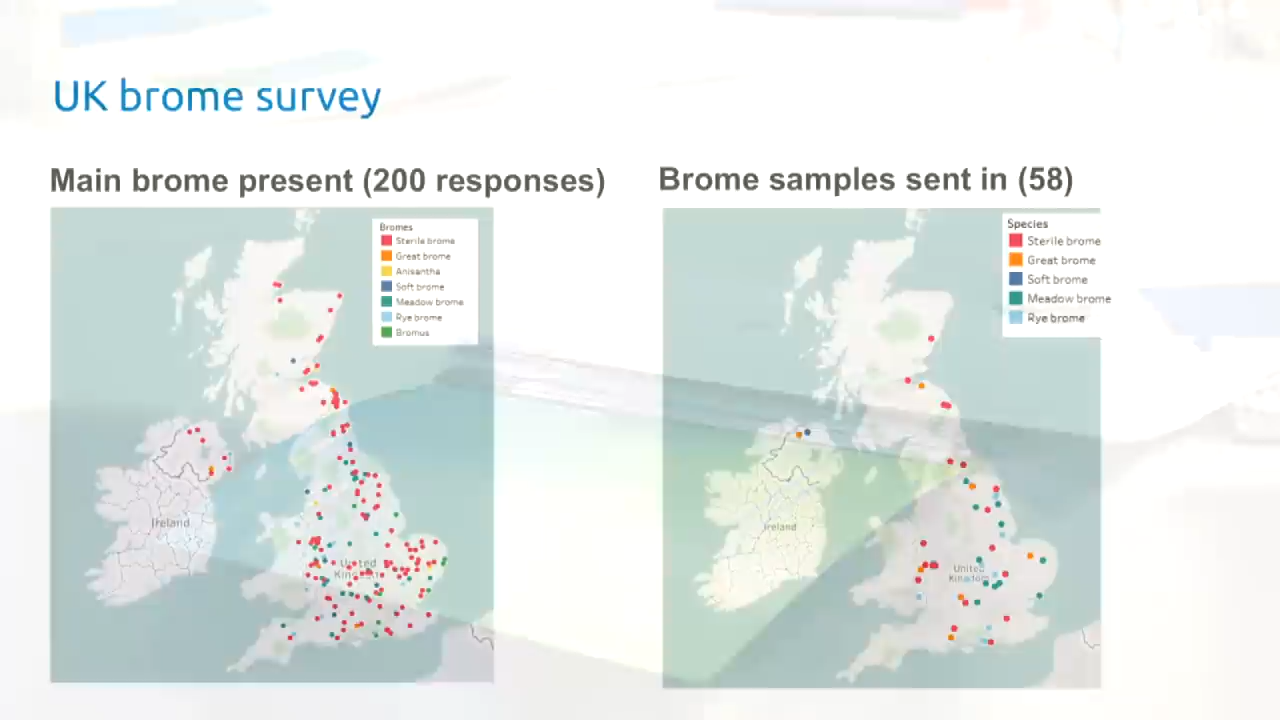 UK brome survey
Main brome present (200 responses)
Brome samples sent in (58)
Bromes
Sterile brome
Great brome
Anisantha
Soft brome
Meadow brome
Rye brome
Bromus
Ireland
United
Kingdom
Species
Sterile brome
Great brome
Soft brome
Meadow brome
Rye brome
Ireland
United
Kingdom